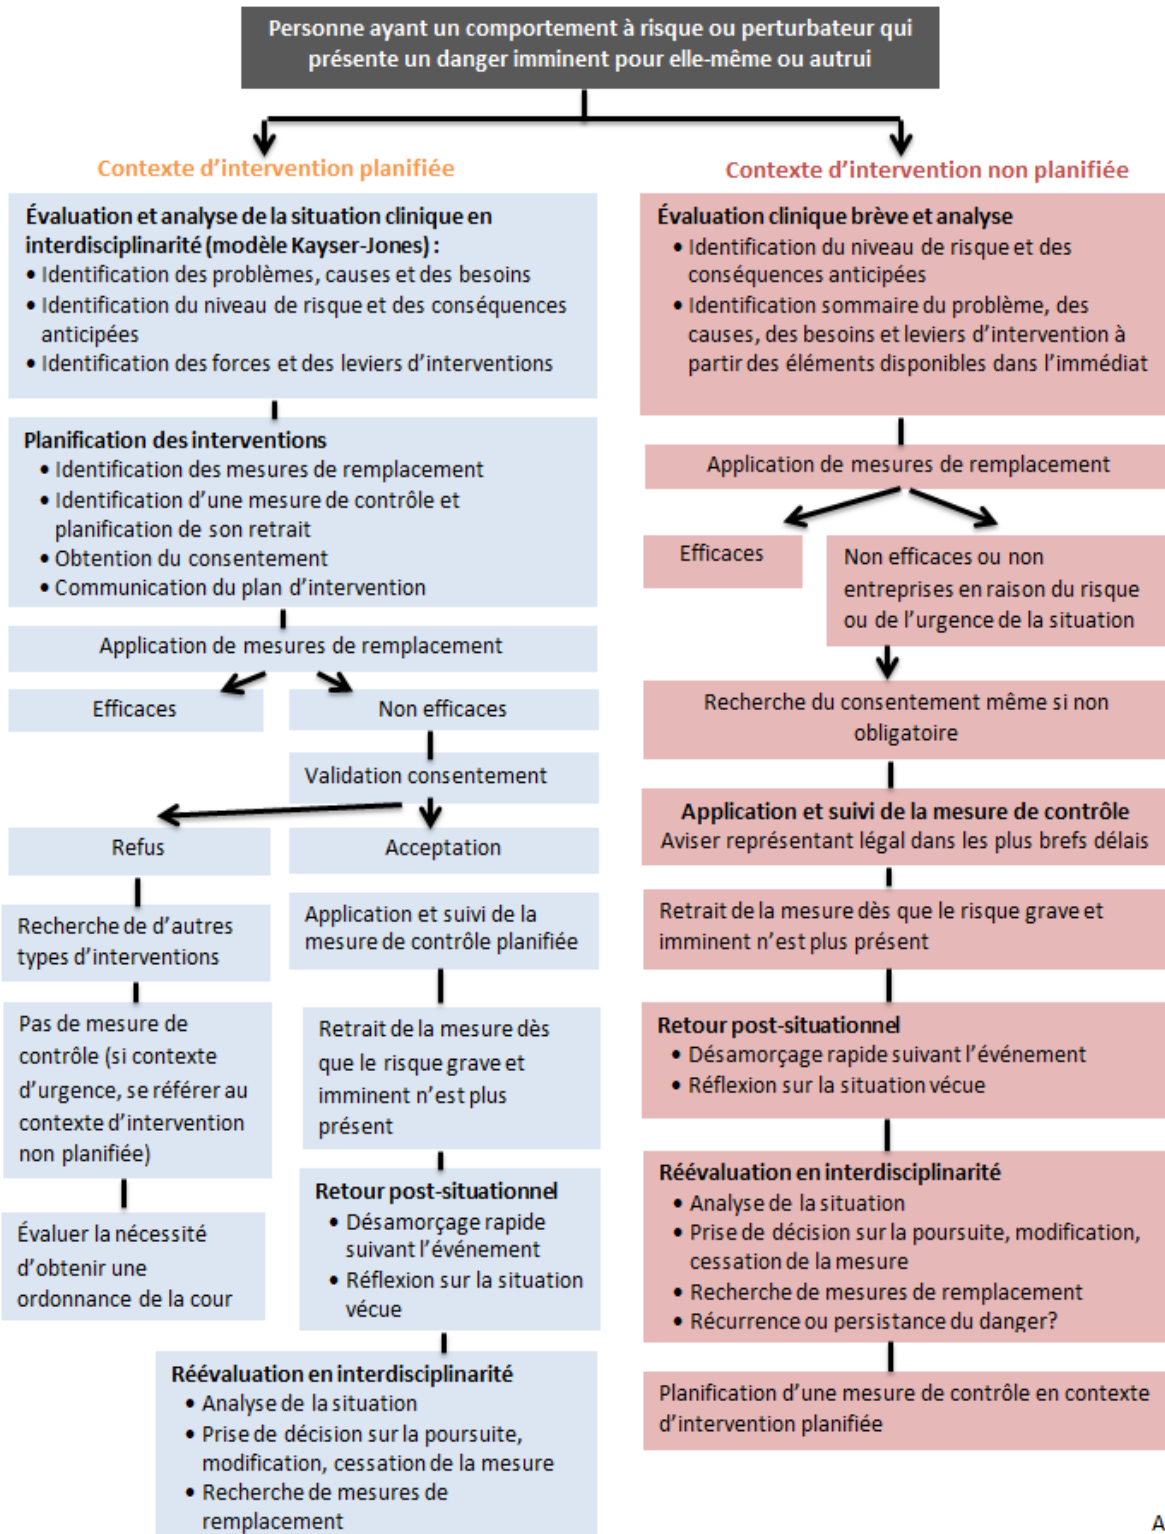 Personne ayant un comportement à risque ou perturbateur qui
présente un danger imminent pour elle-même ou autrui
Contexte d'intervention planifiée
Évaluation et analyse de la situation clinique en
interdisciplinarité (modèle Kayser-Jones) :
• Identification des problèmes, causes et des besoins
• Identification du niveau de risque et des conséquences
anticipées
• Identification des forces et des leviers d'interventions
Planification des interventions
• Identification des mesures de remplacement
• Identification d'une mesure de contrôle et
planification de son retrait
• Obtention du consentement
• Communication du plan d'intervention
Application de mesures de remplacement
Efficaces
Non efficaces
Validation consentement
Refus
Acceptation
Recherche de d'autres
types d'interventions
Pas de mesure de
contrôle (si contexte
d'urgence, se référer au
contexte d'intervention
non planifiée)
Évaluer la nécessité
d'obtenir une
ordonnance de la cour
Application et suivi de la
mesure de contrôle planifiée
Retrait de la mesure dès
que le risque grave et
imminent n'est plus
présent
Retour post-situationnel
• Désamorçage rapide
suivant l'événement
• Réflexion sur la situation
vécue
Réévaluation en interdisciplinarité
• Analyse de la situation
• Prise de décision sur la poursuite,
modification, cessation de la mesure
• Recherche de mesures de
remplacement
Contexte d'intervention non planifiée
Évaluation clinique brève et analyse
• Identification du niveau de risque et des
conséquences anticipées
• Identification sommaire du problème, des
causes, des besoins et leviers d'intervention à
partir des éléments disponibles dans l'immédiat
Application de mesures de remplacement
Efficaces
Non efficaces ou non
entreprises en raison du risque
ou de l'urgence de la situation
Recherche du consentement même si non
obligatoire
Application et suivi de la mesure de contrôle
Aviser représentant légal dans les plus brefs délais
Retrait de la mesure dès que le risque grave et
imminent n'est plus présent
Retour post-situationnel
• Désamorçage rapide suivant l'événement
• Réflexion sur la situation vécue
Réévaluation en interdisciplinarité
• Analyse de la situation
• Prise de décision sur la poursuite, modification,
cessation de la mesure
• Recherche de mesures de remplacement
• Récurrence ou persistance du danger?
Planification d'une mesure de contrôle en contexte
d'intervention planifiée
A